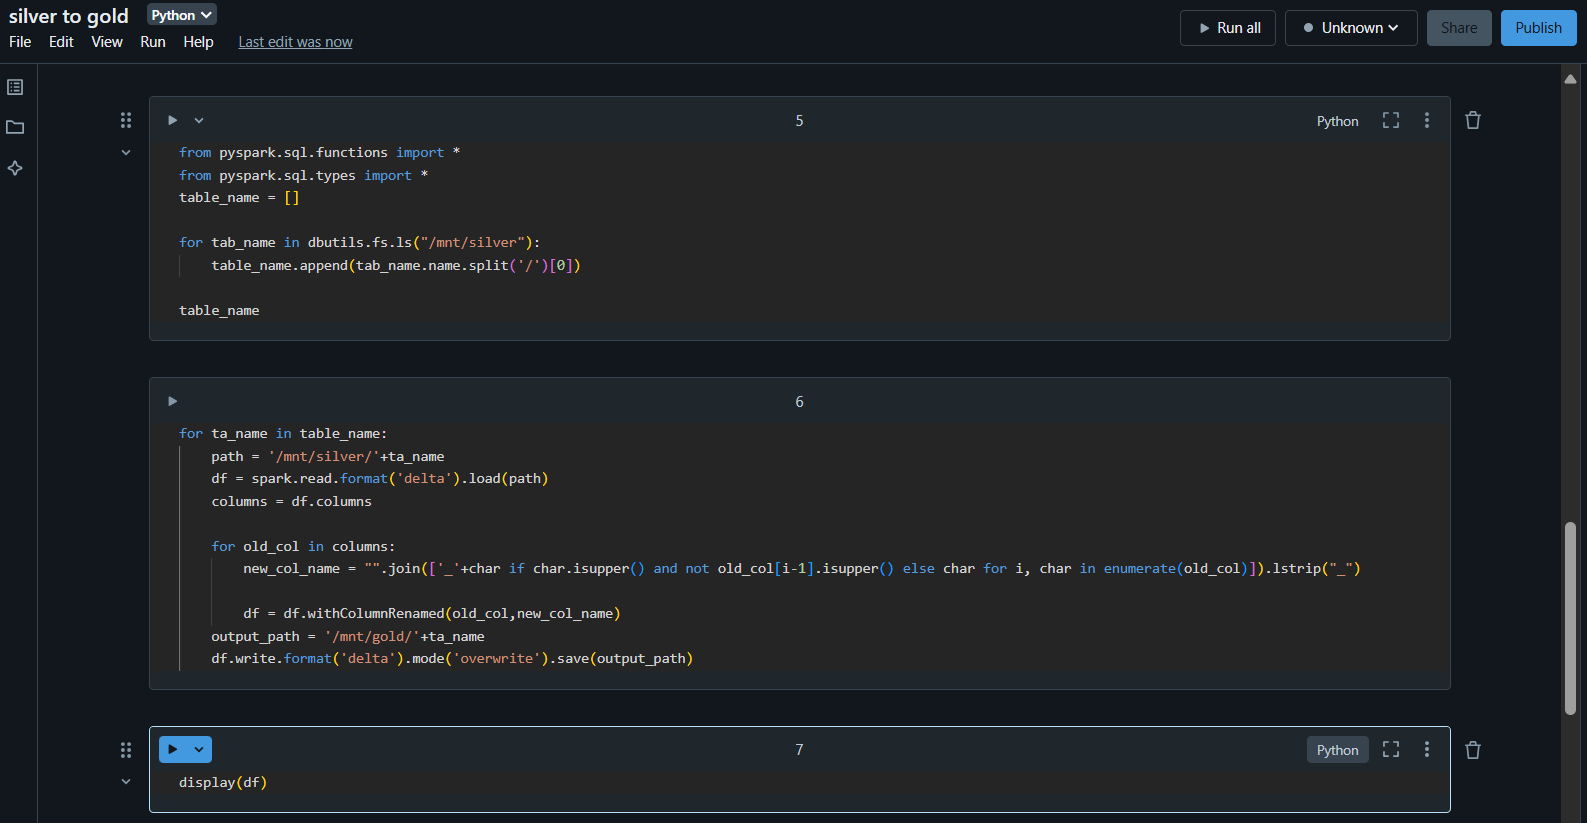 silver to gold Python
File Edit View Run Help Last edit was now
Run all Unknown Share Publish
5
Python
from pyspark.sql.functions import *
from pyspark.sql.types import *
table_name = []
for tab_name in dbutils.fs.ls("/mnt/silver"):
table_name.append(tab_name.name.split('/')[0])
table_name
6
for ta_name in table_name:
path = '/mnt/silver/'+ta_name
df = spark.read.format('delta').load(path)
columns = df.columns
for old_col in columns:
new_col_name = "".join(['_'+char if char.isupper() and not old_col[i-1].isupper() else char for i, char in enumerate(old_col)]).lstrip("_")
df = df.withColumnRenamed(old_col,new_col_name)
output_path = '/mnt/gold/'+ta_name
df.write.format('delta').mode('overwrite').save(output_path)
7
Python
display(df)